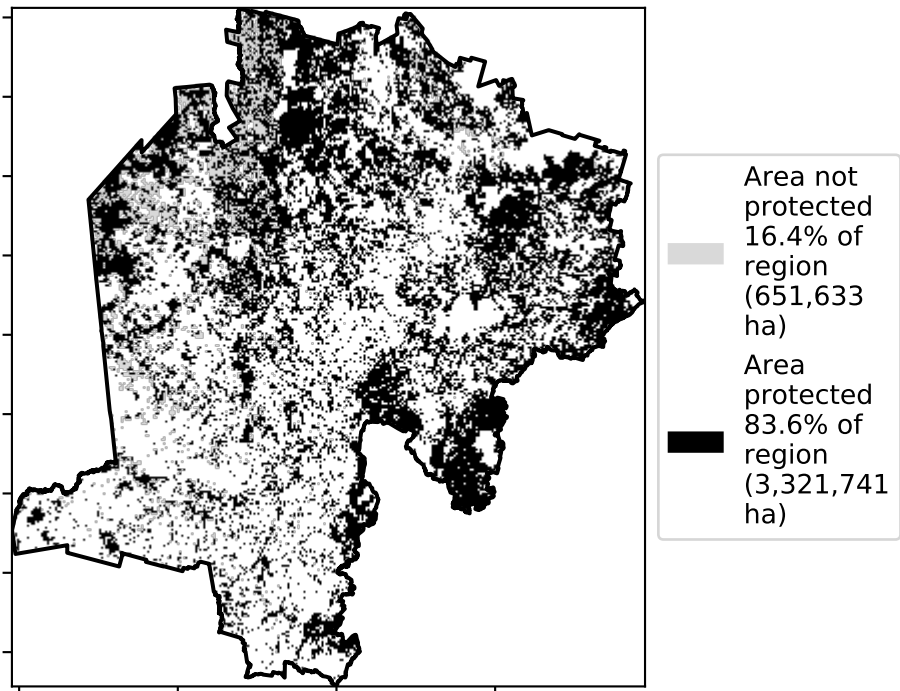 Area not
protected
16.4% of
region
(651,633
ha)
Area
protected
83.6% of
region
(3,321,741
ha)